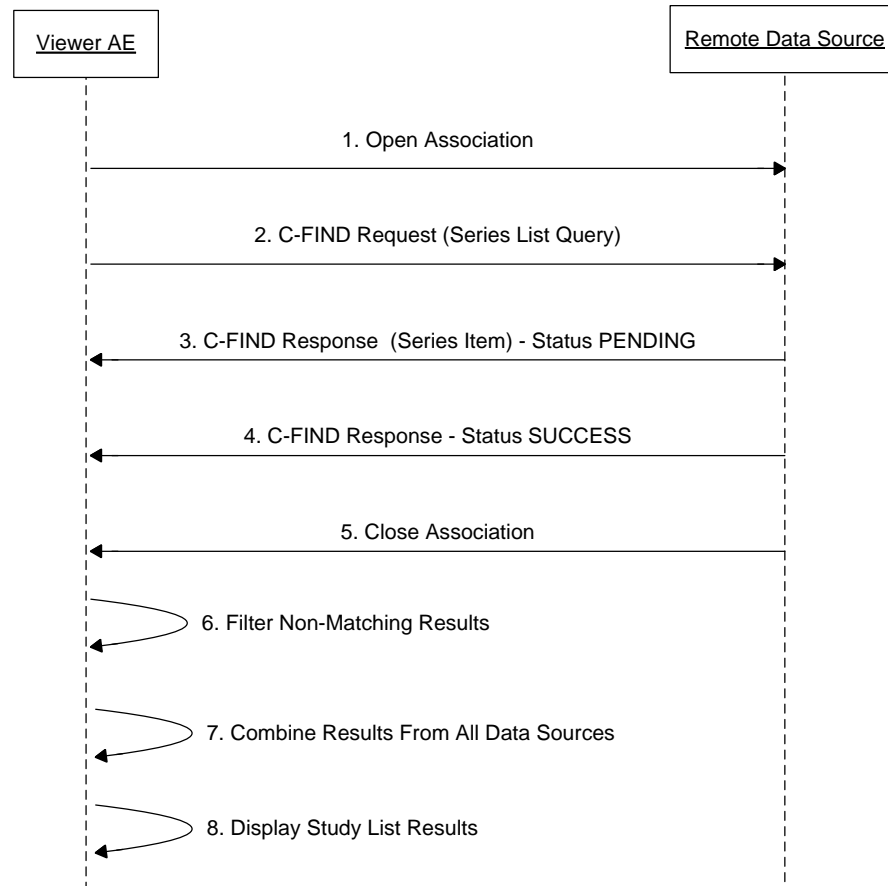 Viewer AE
Remote Data Source
1. Open Association
2. C-FIND Request (Series List Query)
3. C-FIND Response  (Series Item) - Status PENDING
4. C-FIND Response - Status SUCCESS
5. Close Association
6. Filter Non-Matching Results
7. Combine Results From All Data Sources
8. Display Study List Results